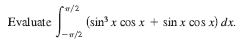 Evaluate ∫_{-π/2}^{π/2} (sin³ x cos x + sin x cos x) dx.